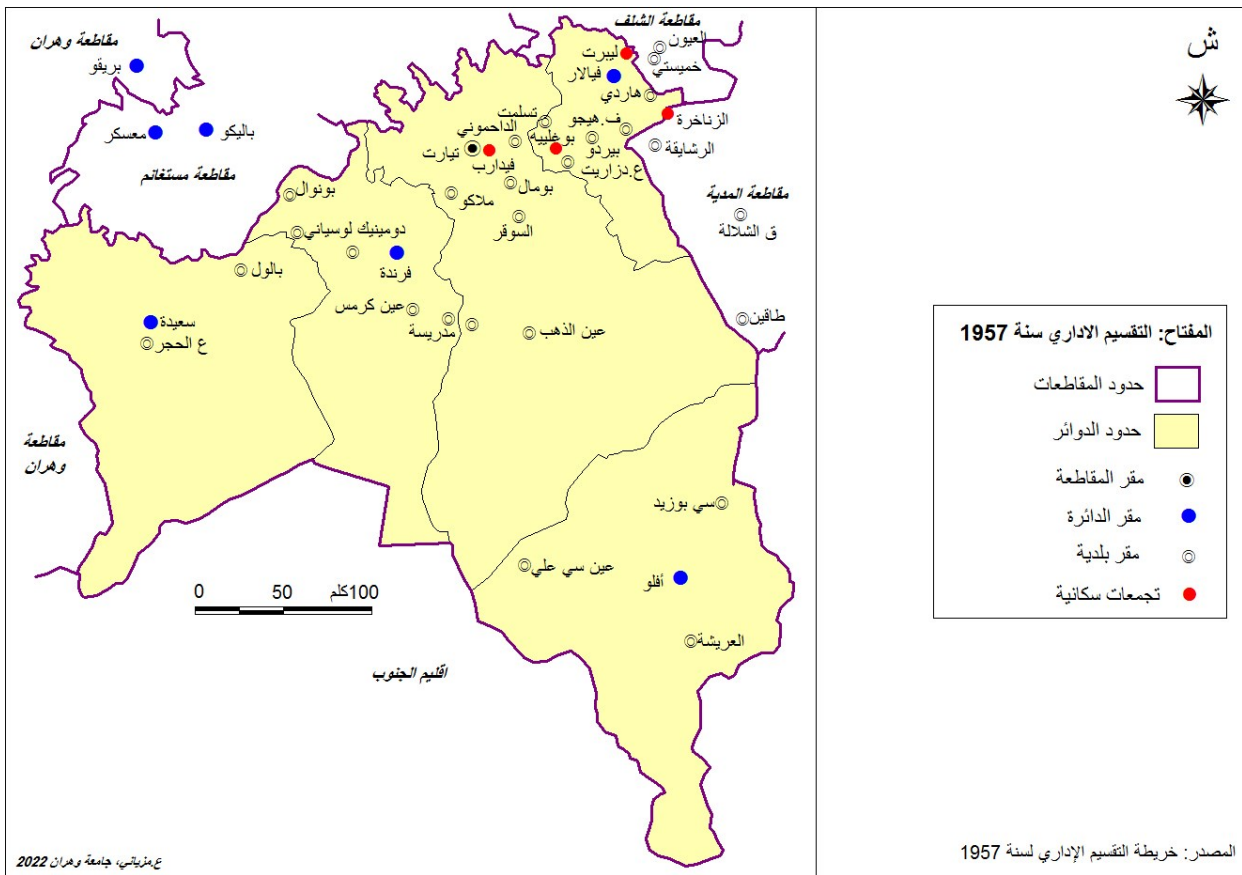 مقاطعة الشلف
مقاطعة وهران
بريقو
معسكر
باليكو
مقاطعة مستغانم
العيون
ليبرت
خميستي
فيالار
هاردي
الزناخرة
تسلمت
ف.هيجو
الداحموني
بوغلييه
بيردو
الرشايقة
تيارت
فيدارب
ع.دزاريت
بومال
ملاكو
السوقر
مقاطعة المدية
ق الشلالة
بونوال
دومينيك لوسياني
فرندة
بالول
عين كرمس
مدريسة
عين الذهب
طاقين
سعيدة
ع الحجر
مقاطعة
وهران
سي بوزيد
عين سي علي
أفلو
العريشة
0 50 100كلم
اقليم الجنوب
ع.مزياني، جامعة وهران 2022
ش
المفتاح: التقسيم الاداري سنة 1957
حدود المقاطعات
حدود الدوائر
مقر المقاطعة
مقر الدائرة
مقر بلدية
تجمعات سكانية
المصدر: خريطة التقسيم الإداري لسنة 1957